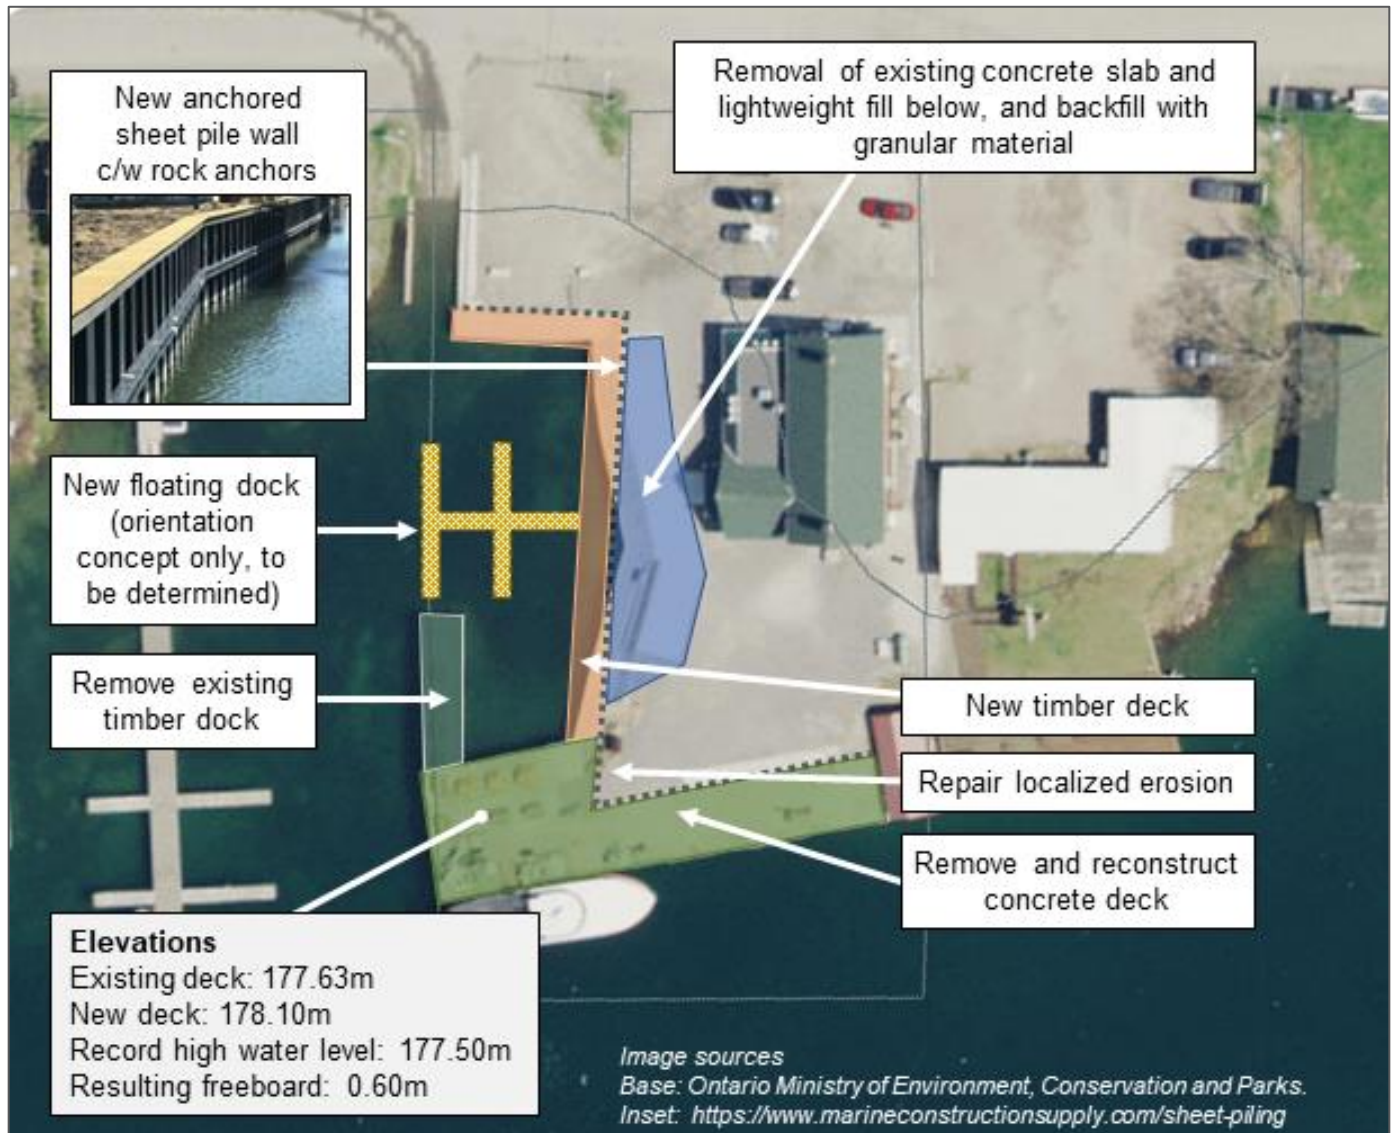 New anchored
sheet pile wall
c/w rock anchors
Removal of existing concrete slab and
lightweight fill below, and backfill with
granular material
New floating dock
(orientation
concept only, to
be determined)
Remove existing
timber dock
New timber deck
Repair localized erosion
Remove and reconstruct
concrete deck
Elevations
Existing deck: 177.63m
New deck: 178.10m
Record high water level: 177.50m
Resulting freeboard: 0.60m
Image sources
Base: Ontario Ministry of Environment, Conservation and Parks.
Inset: https://www.marineconstructionsupply.com/sheet-piling